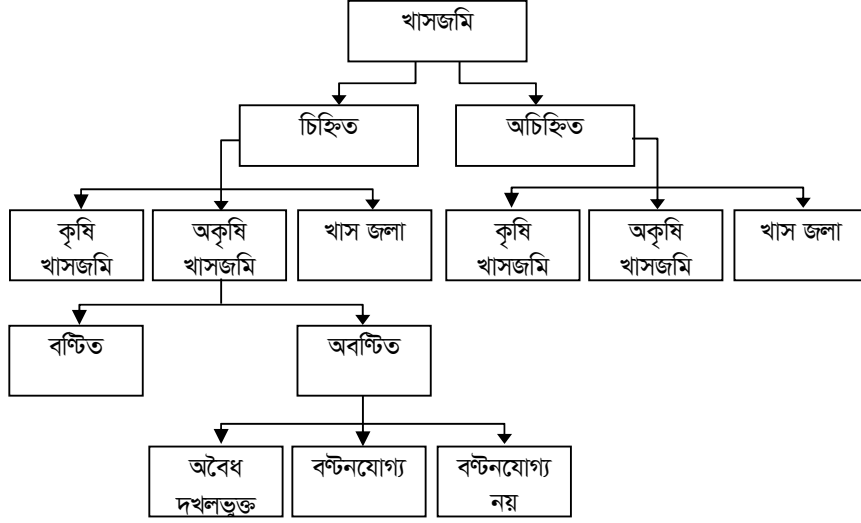 খাসজমি
চিহ্নিত
অচিহ্নিত
কৃষি
খাসজমি
অকৃষি
খাসজমি
খাস জলা
কৃষি
খাসজমি
অকৃষি
খাসজমি
খাস জলা
বণ্টিত
অবণ্টিত
অবৈধ
দখলভুক্ত
বণ্টনযোগ্য
বণ্টনযোগ্য
নয়